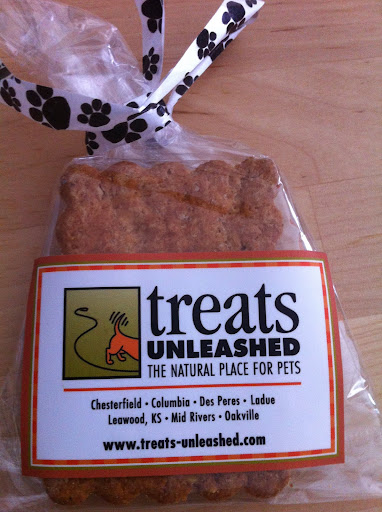 treats
UNLEASHED
THE NATURAL PLACE FOR PETS
Chesterfield • Columbia • Des Peres • Ladue
Leawood, KS • Mid Rivers • Oakville
www.treats-unleashed.com